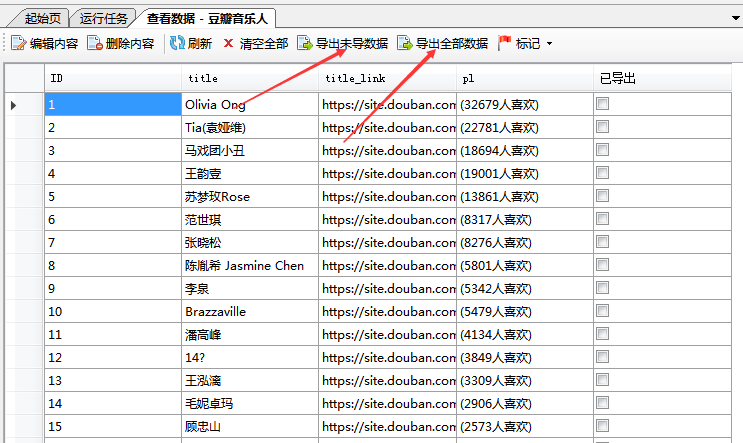 起始页 运行任务 查看数据 - 豆瓣音乐人
编辑内容 删除内容 刷新 清空全部 导出未导数据 导出全部数据 标记
ID title title_link pl 已导出
1 Olivia Ong https://site.douban.com (32679人喜欢)
2 Tia(袁娅维) https://site.douban.com (22781人喜欢)
3 马戏团小丑 https://site.douban.com (18694人喜欢)
4 王韵壹 https://site.douban.com (19001人喜欢)
5 苏梦玫Rose https://site.douban.com (13861人喜欢)
6 范世琪 https://site.douban.com (8317人喜欢)
7 张晓松 https://site.douban.com (8276人喜欢)
8 陈胤希 Jasmine Chen https://site.douban.com (5801人喜欢)
9 李泉 https://site.douban.com (5342人喜欢)
10 Brazzaville https://site.douban.com (5479人喜欢)
11 潘高峰 https://site.douban.com (4134人喜欢)
12 14? https://site.douban.com (3849人喜欢)
13 王泓漓 https://site.douban.com (3309人喜欢)
14 毛妮卓玛 https://site.douban.com (2906人喜欢)
15 顾忠山 https://site.douban.com (2573人喜欢)